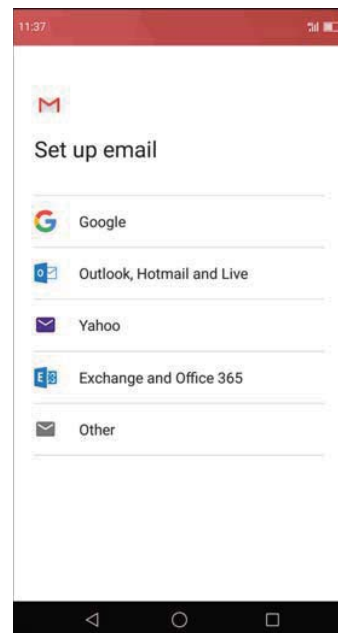 11:37
Set up email
Google
Outlook, Hotmail and Live
Yahoo
Exchange and Office 365
Other